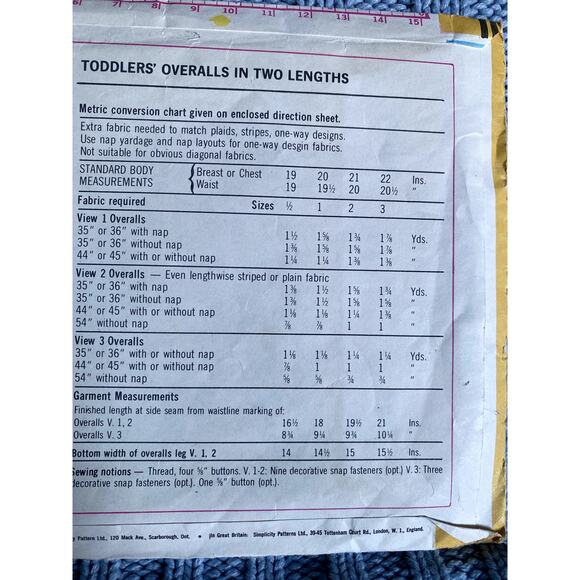 6| 7| 8| 9| 10| 11| 12| 13| 14| 15|
TODDLERS' OVERALLS IN TWO LENGTHS
Metric conversion chart given on enclosed direction sheet.
Extra fabric needed to match plaids, stripes, one-way designs.
Use nap yardage and nap layouts for one-way desgin fabrics.
Not suitable for obvious diagonal fabrics.
STANDARD BODY MEASUREMENTS { Breast or Chest 19 20 21 22 Ins.
Waist 19 19½ 20 20½ "
Fabric required Sizes ½ 1 2 3
View 1 Overalls
35" or 36" with nap 1½ 1⅝ 1¾ 1⅞ Yds.
35" or 36" without nap 1⅜ 1⅝ 1⅝ 1⅞ "
44" or 45" with or without nap 1¼ 1¼ 1⅜ 1⅜ "
View 2 Overalls — Even lengthwise striped or plain fabric
35" or 36" with nap 1⅜ 1½ 1⅝ 1¾ Yds.
35" or 36" without nap 1⅜ 1½ 1⅝ 1⅝ "
44" or 45" with or without nap 1⅛ 1⅛ 1¼ 1⅜ "
54" without nap ⅞ ⅞ 1 1 "
View 3 Overalls
35" or 36" with or without nap 1⅛ 1⅛ 1¼ 1¼ Yds.
44" or 45" with or without nap ⅞ 1 1 1 "
54" without nap ⅝ ⅝ ¾ ¾ "
Garment Measurements
Finished length at side seam from waistline marking of:
Overalls V. 1, 2 16½ 18 19½ 21 Ins.
Overalls V. 3 8¾ 9¼ 9¾ 10¼ "
Bottom width of overalls leg V. 1, 2 14 14½ 15 15½ Ins.
Sewing notions — Thread, four ⅝" buttons. V. 1-2: Nine decorative snap fasteners (opt.) V. 3: Three
decorative snap fasteners (opt.). One ⅝" button (opt.).
y Pattern Ltd., 120 Mack Ave., Scarborough, Ont. • In Great Britain: Simplicity Patterns Ltd., 39-45 Tottenham Court Rd., London, W. 1., England.